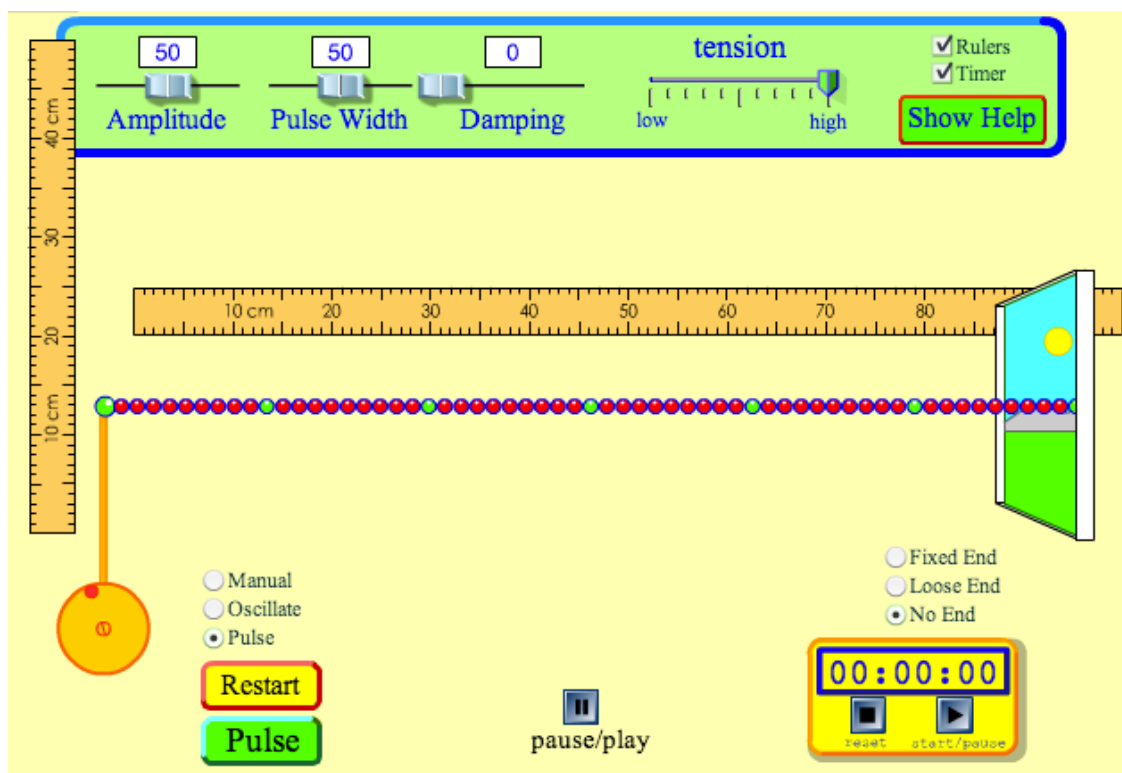 50 50 0 tension Rulers
Timer
Amplitude Pulse Width Damping low high Show Help
10 cm 20 30 40 cm
10 cm 20 30 40 50 60 70 80
Manual
Oscillate
Pulse
Restart
Pulse
pause/play
Fixed End
Loose End
No End
00:00:00
reset start/pause